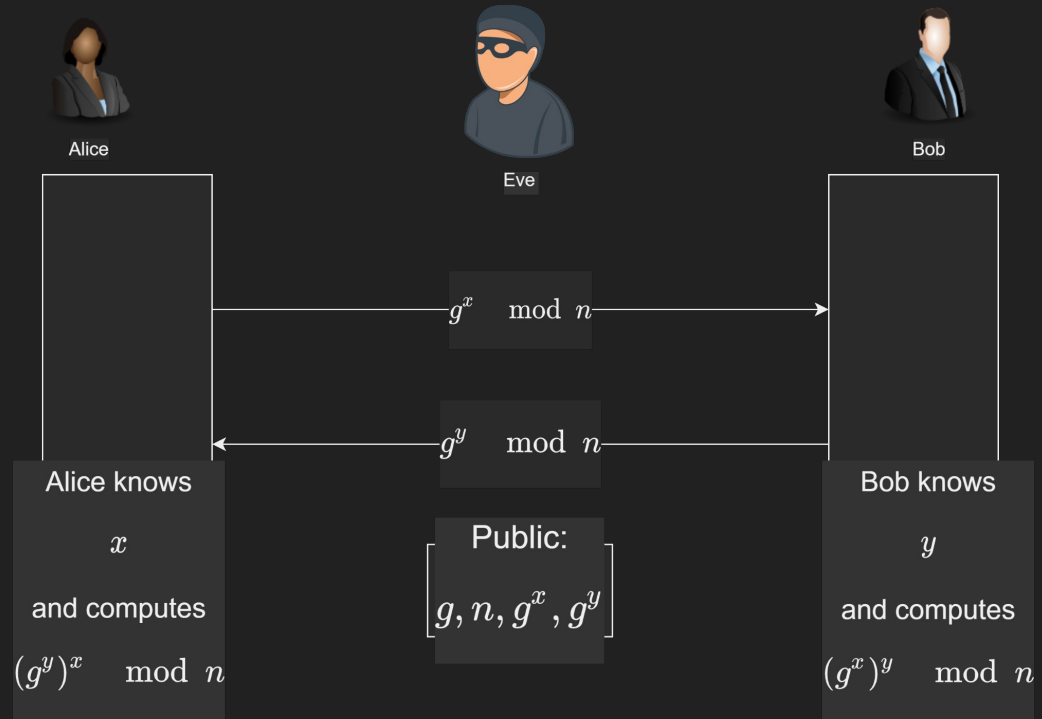 Alice
Eve
Bob
g^x mod n
g^y mod n
Alice knows
x
and computes
(g^y)^x mod n
Public:
g, n, g^x, g^y
Bob knows
y
and computes
(g^x)^y mod n